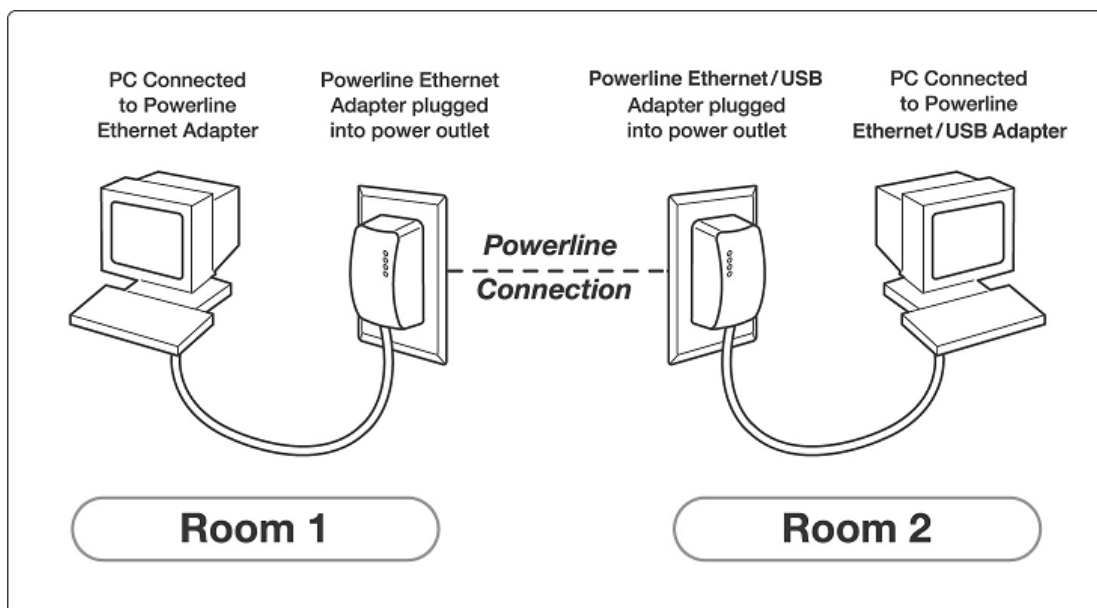 PC Connected
to Powerline
Ethernet Adapter
Powerline Ethernet
Adapter plugged
into power outlet
Powerline Ethernet/USB
Adapter plugged
into power outlet
PC Connected
to Powerline
Ethernet/USB Adapter
Powerline
Connection
Room 1
Room 2